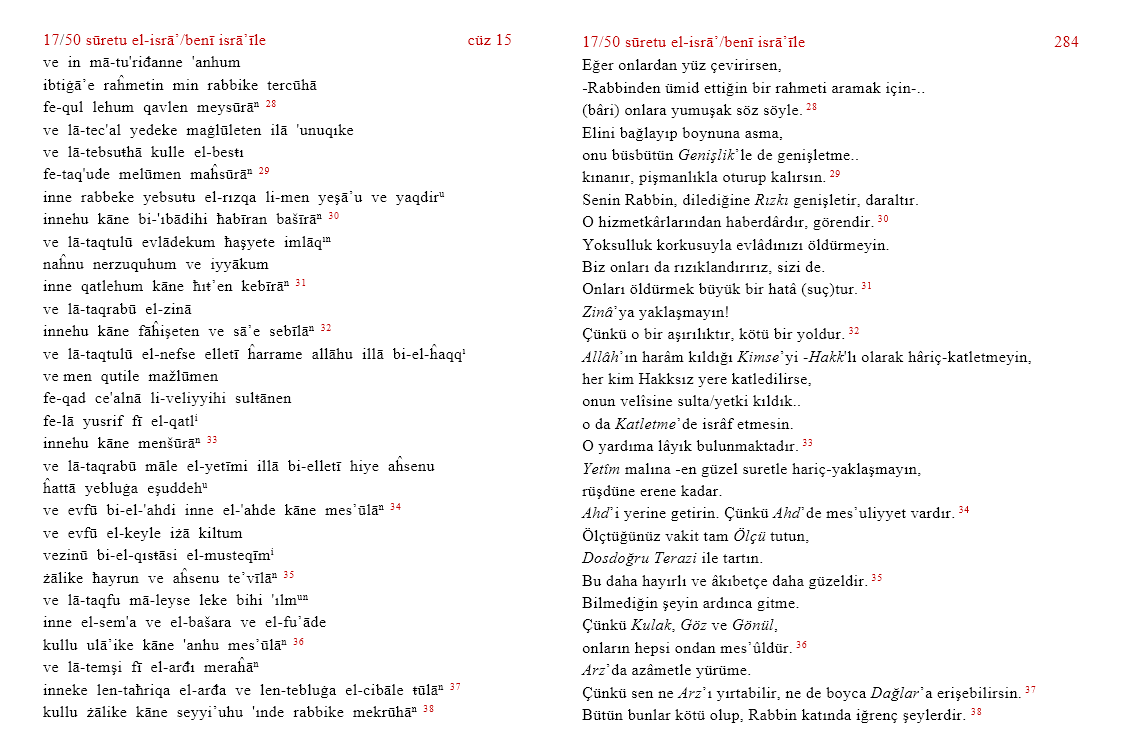 17/50 sūretu el-isrā’/benī isrā’īle cüz 15
ve in mā-tu'riđanne 'anhum
ibtiġā’e raĥmetin min rabbike tercūhā
fe-qul lehum qavlen meysūrāⁿ 28
ve lā-tec'al yedeke maġlūleten ilā 'unuqıke
ve lā-tebsuŧhā kulle el-besŧı
fe-taq'ude melūmen maĥsūrāⁿ 29
inne rabbeke yebsuŧu el-rızqa li-men yeşā’u ve yaqdirᵘ
innehu kāne bi-'ıbādihi ħabīran bašīrāⁿ 30
ve lā-taqtulū evlādekum ħaşyete imlāqⁱⁿ
naĥnu nerzuquhum ve iyyākum
inne qatlehum kāne ħıŧ’en kebīrāⁿ 31
ve lā-taqrabū el-zinā
innehu kāne fāĥişeten ve sā’e sebīlāⁿ 32
ve lā-taqtulū el-nefse elletī ĥarrame allāhu illā bi-el-ĥaqqⁱ
ve men qutile mažlūmen
fe-qad ce'alnā li-veliyyihi sulŧānen
fe-lā yusrif fī el-qatlⁱ
innehu kāne menšūrāⁿ 33
ve lā-taqrabū māle el-yetīmi illā bi-elletī hiye aĥsenu
ĥattā yebluġa eşuddehᵘ
ve evfū bi-el-'ahdi inne el-'ahde kāne mes’ūlāⁿ 34
ve evfū el-keyle iżā kiltum
vezinū bi-el-qısŧāsi el-musteqīmⁱ
żālike ħayrun ve aĥsenu te’vīlāⁿ 35
ve lā-taqfu mā-leyse leke bihi 'ılmᵘⁿ
inne el-sem'a ve el-bašara ve el-fu’āde
kullu ulā’ike kāne 'anhu mes’ūlāⁿ 36
ve lā-temşi fī el-arđı meraĥāⁿ
inneke len-taħriqa el-arđa ve len-tebluġa el-cibāle ŧūlāⁿ 37
kullu żālike kāne seyyi’uhu 'ınde rabbike mekrūhāⁿ 38
17/50 sūretu el-isrā’/benī isrā’īle 284
Eğer onlardan yüz çevirirsen,
-Rabbinden ümid ettiğin bir rahmeti aramak için-..
(bâri) onlara yumuşak söz söyle. 28
Elini bağlayıp boynuna asma,
onu büsbütün Genişlik’le de genişletme..
kınanır, pişmanlıkla oturup kalırsın. 29
Senin Rabbin, dilediğine Rızkı genişletir, daraltır.
O hizmetkârlarından haberdârdır, görendir. 30
Yoksulluk korkusuyla evlâdınızı öldürmeyin.
Biz onları da rızıklandırırız, sizi de.
Onları öldürmek büyük bir hatâ (suç)tur. 31
Zinâ’ya yaklaşmayın!
Çünkü o bir aşırılıktır, kötü bir yoldur. 32
Allâh’ın harâm kıldığı Kimse’yi -Hakk'lı olarak hâriç-katletmeyin,
her kim Hakksız yere katledilirse,
onun velîsine sulta/yetki kıldık..
o da Katletme’de isrâf etmesin.
O yardıma lâyık bulunmaktadır. 33
Yetîm malına -en güzel suretle hariç-yaklaşmayın,
rüşdüne erene kadar.
Ahd’i yerine getirin. Çünkü Ahd’de mes’uliyyet vardır. 34
Ölçtüğünüz vakit tam Ölçü tutun,
Dosdoğru Terazi ile tartın.
Bu daha hayırlı ve âkıbetçe daha güzeldir. 35
Bilmediğin şeyin ardınca gitme.
Çünkü Kulak, Göz ve Gönül,
onların hepsi ondan mes’ûldür. 36
Arz’da azâmetle yürüme.
Çünkü sen ne Arz’ı yırtabilir, ne de boyca Dağlar’a erişebilirsin. 37
Bütün bunlar kötü olup, Rabbin katında iğrenç şeylerdir. 38